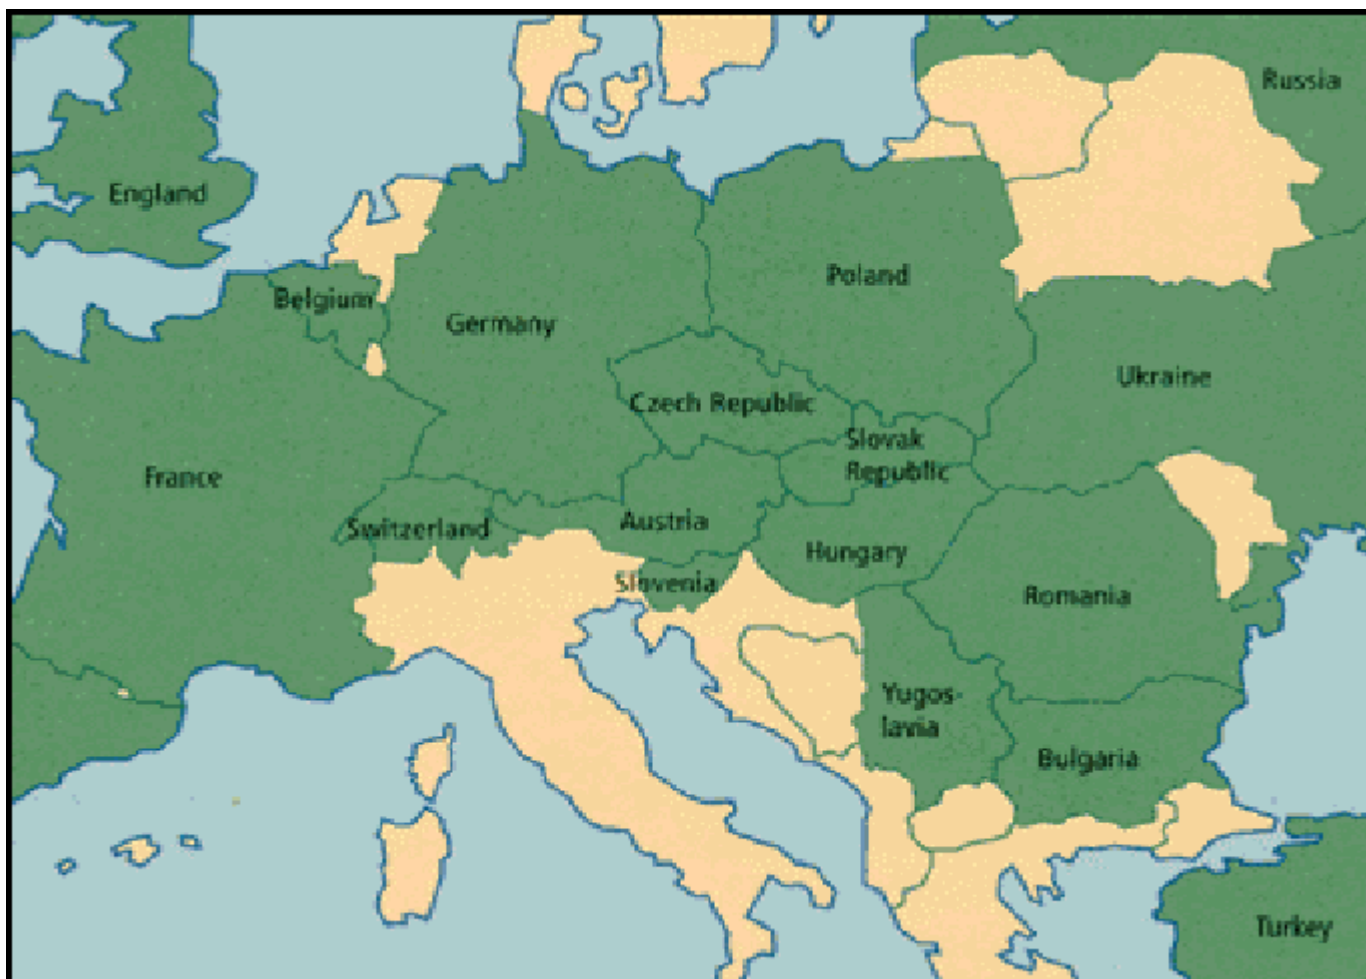 Russia
England
Poland
Belgium
Germany
Ukraine
Czech Republic
Slovak
Republic
France
Switzerland
Austria
Hungary
Slovenia
Romania
Yugos-
lavia
Bulgaria
Turkey